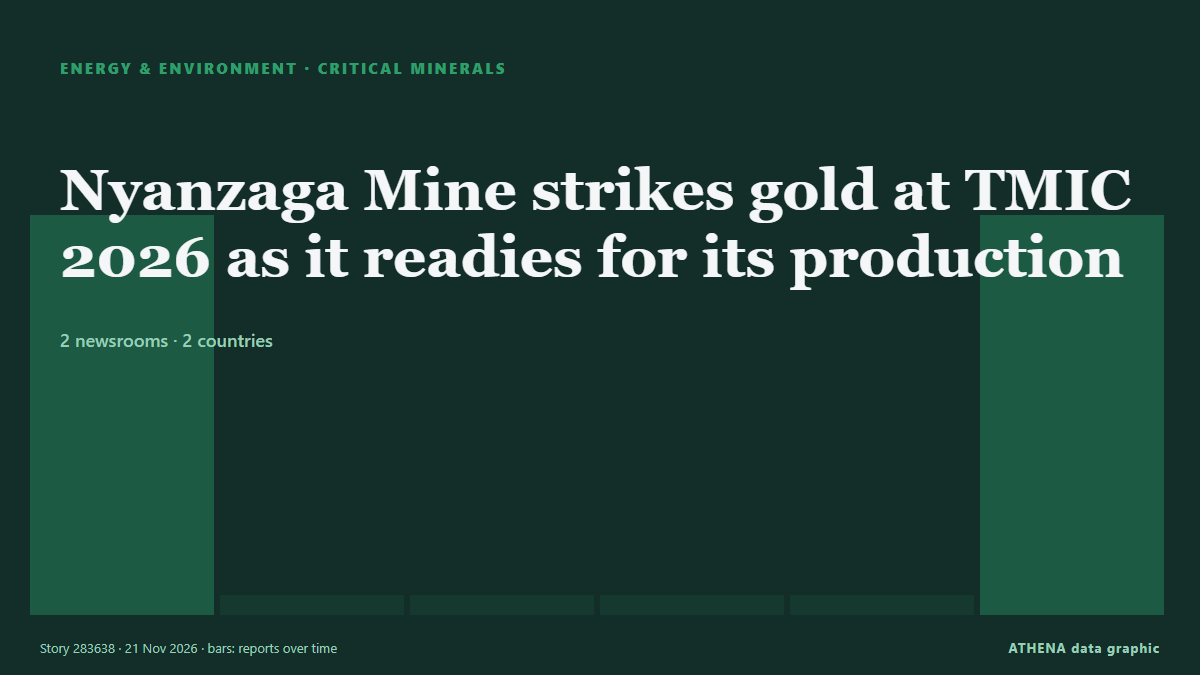 ENERGY & ENVIRONMENT · CRITICAL MINERALS
Nyanzaga Mine strikes gold at TMIC
2026 as it readies for its production
2 newsrooms · 2 countries
Story 283638 · 21 Nov 2026 · bars: reports over time
ATHENA data graphic